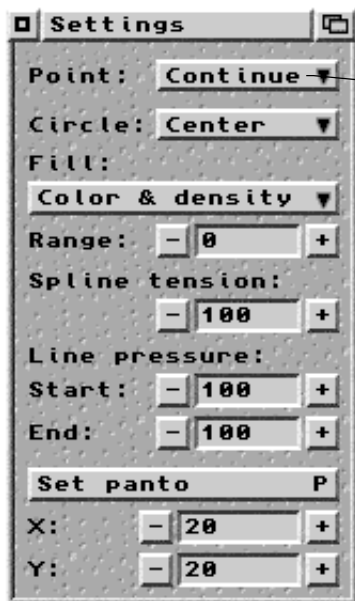 Settings
Point: Continue
Circle: Center
Fill:
Color & density
Range: - 0 +
Spline tension:
- 100 +
Line pressure:
Start: - 100 +
End: - 100 +
Set panto P
X: - 20 +
Y: - 20 +